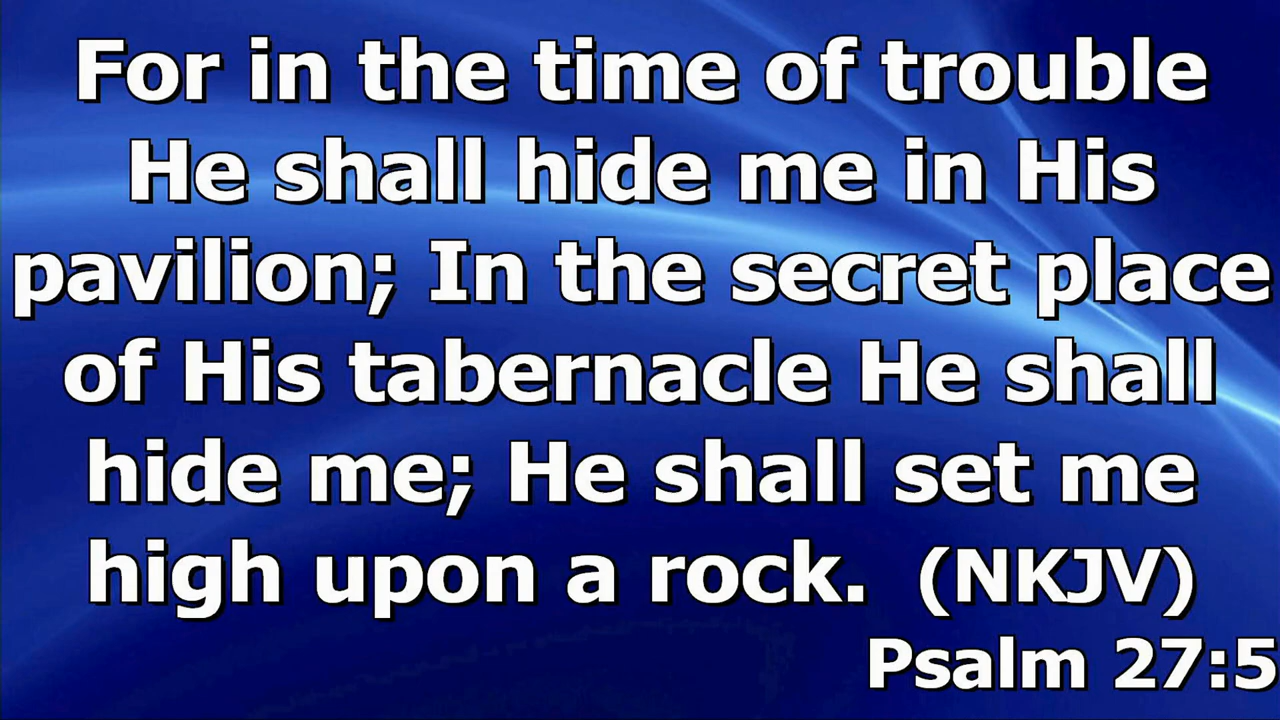 For in the time of trouble
He shall hide me in His
pavilion; In the secret place
of His tabernacle He shall
hide me; He shall set me
high upon a rock. (NKJV)
Psalm 27:5